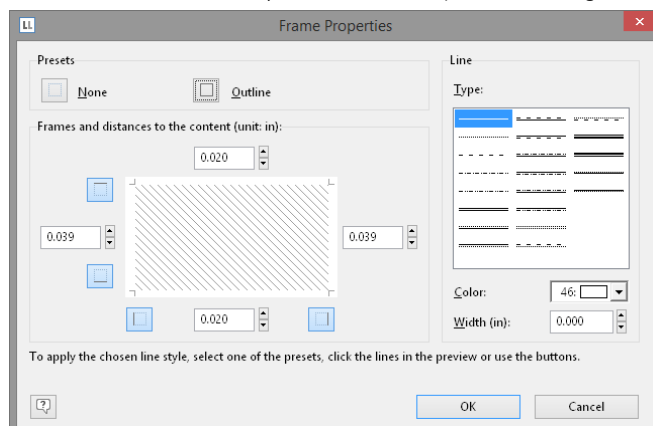 LL
Frame Properties
Presets
None
Outline
Frames and distances to the content (unit: in):
0.020
0.039
0.039
0.020
Line
Type:
Color:
46:
Width (in):
0.000
To apply the chosen line style, select one of the presets, click the lines in the preview or use the buttons.
?
OK
Cancel